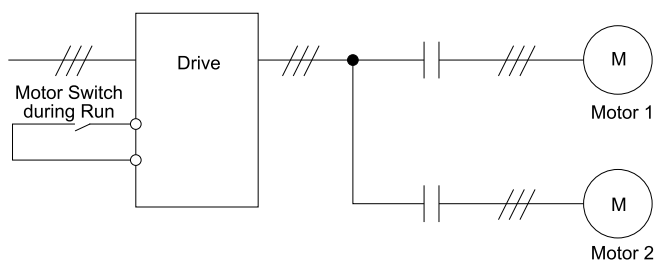 Drive
Motor Switch
during Run
M
Motor 1
M
Motor 2